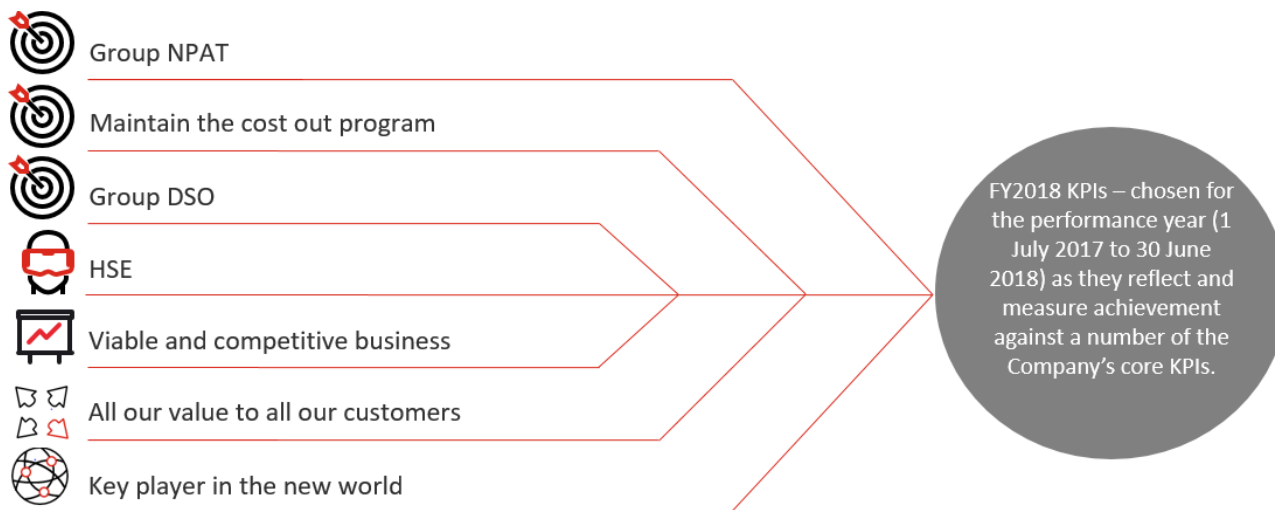 Group NPAT
Maintain the cost out program
Group DSO
HSE
Viable and competitive business
All our value to all our customers
Key player in the new world
FY2018 KPIs – chosen for
the performance year (1
July 2017 to 30 June
2018) as they reflect and
measure achievement
against a number of the
Company’s core KPIs.